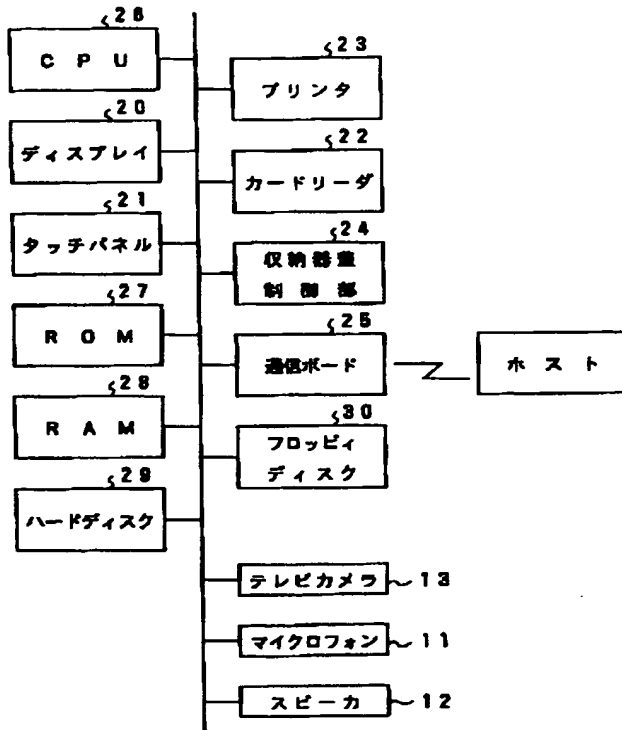 26
CPU
20
ディスプレイ
21
タッチパネル
27
ROM
28
RAM
29
ハードディスク
23
プリンタ
22
カードリーダ
24
収納器蓋
制御部
25
通信ボード
ホスト
30
フロッピィ
ディスク
テレビカメラ 13
マイクロフォン 11
スピーカ 12